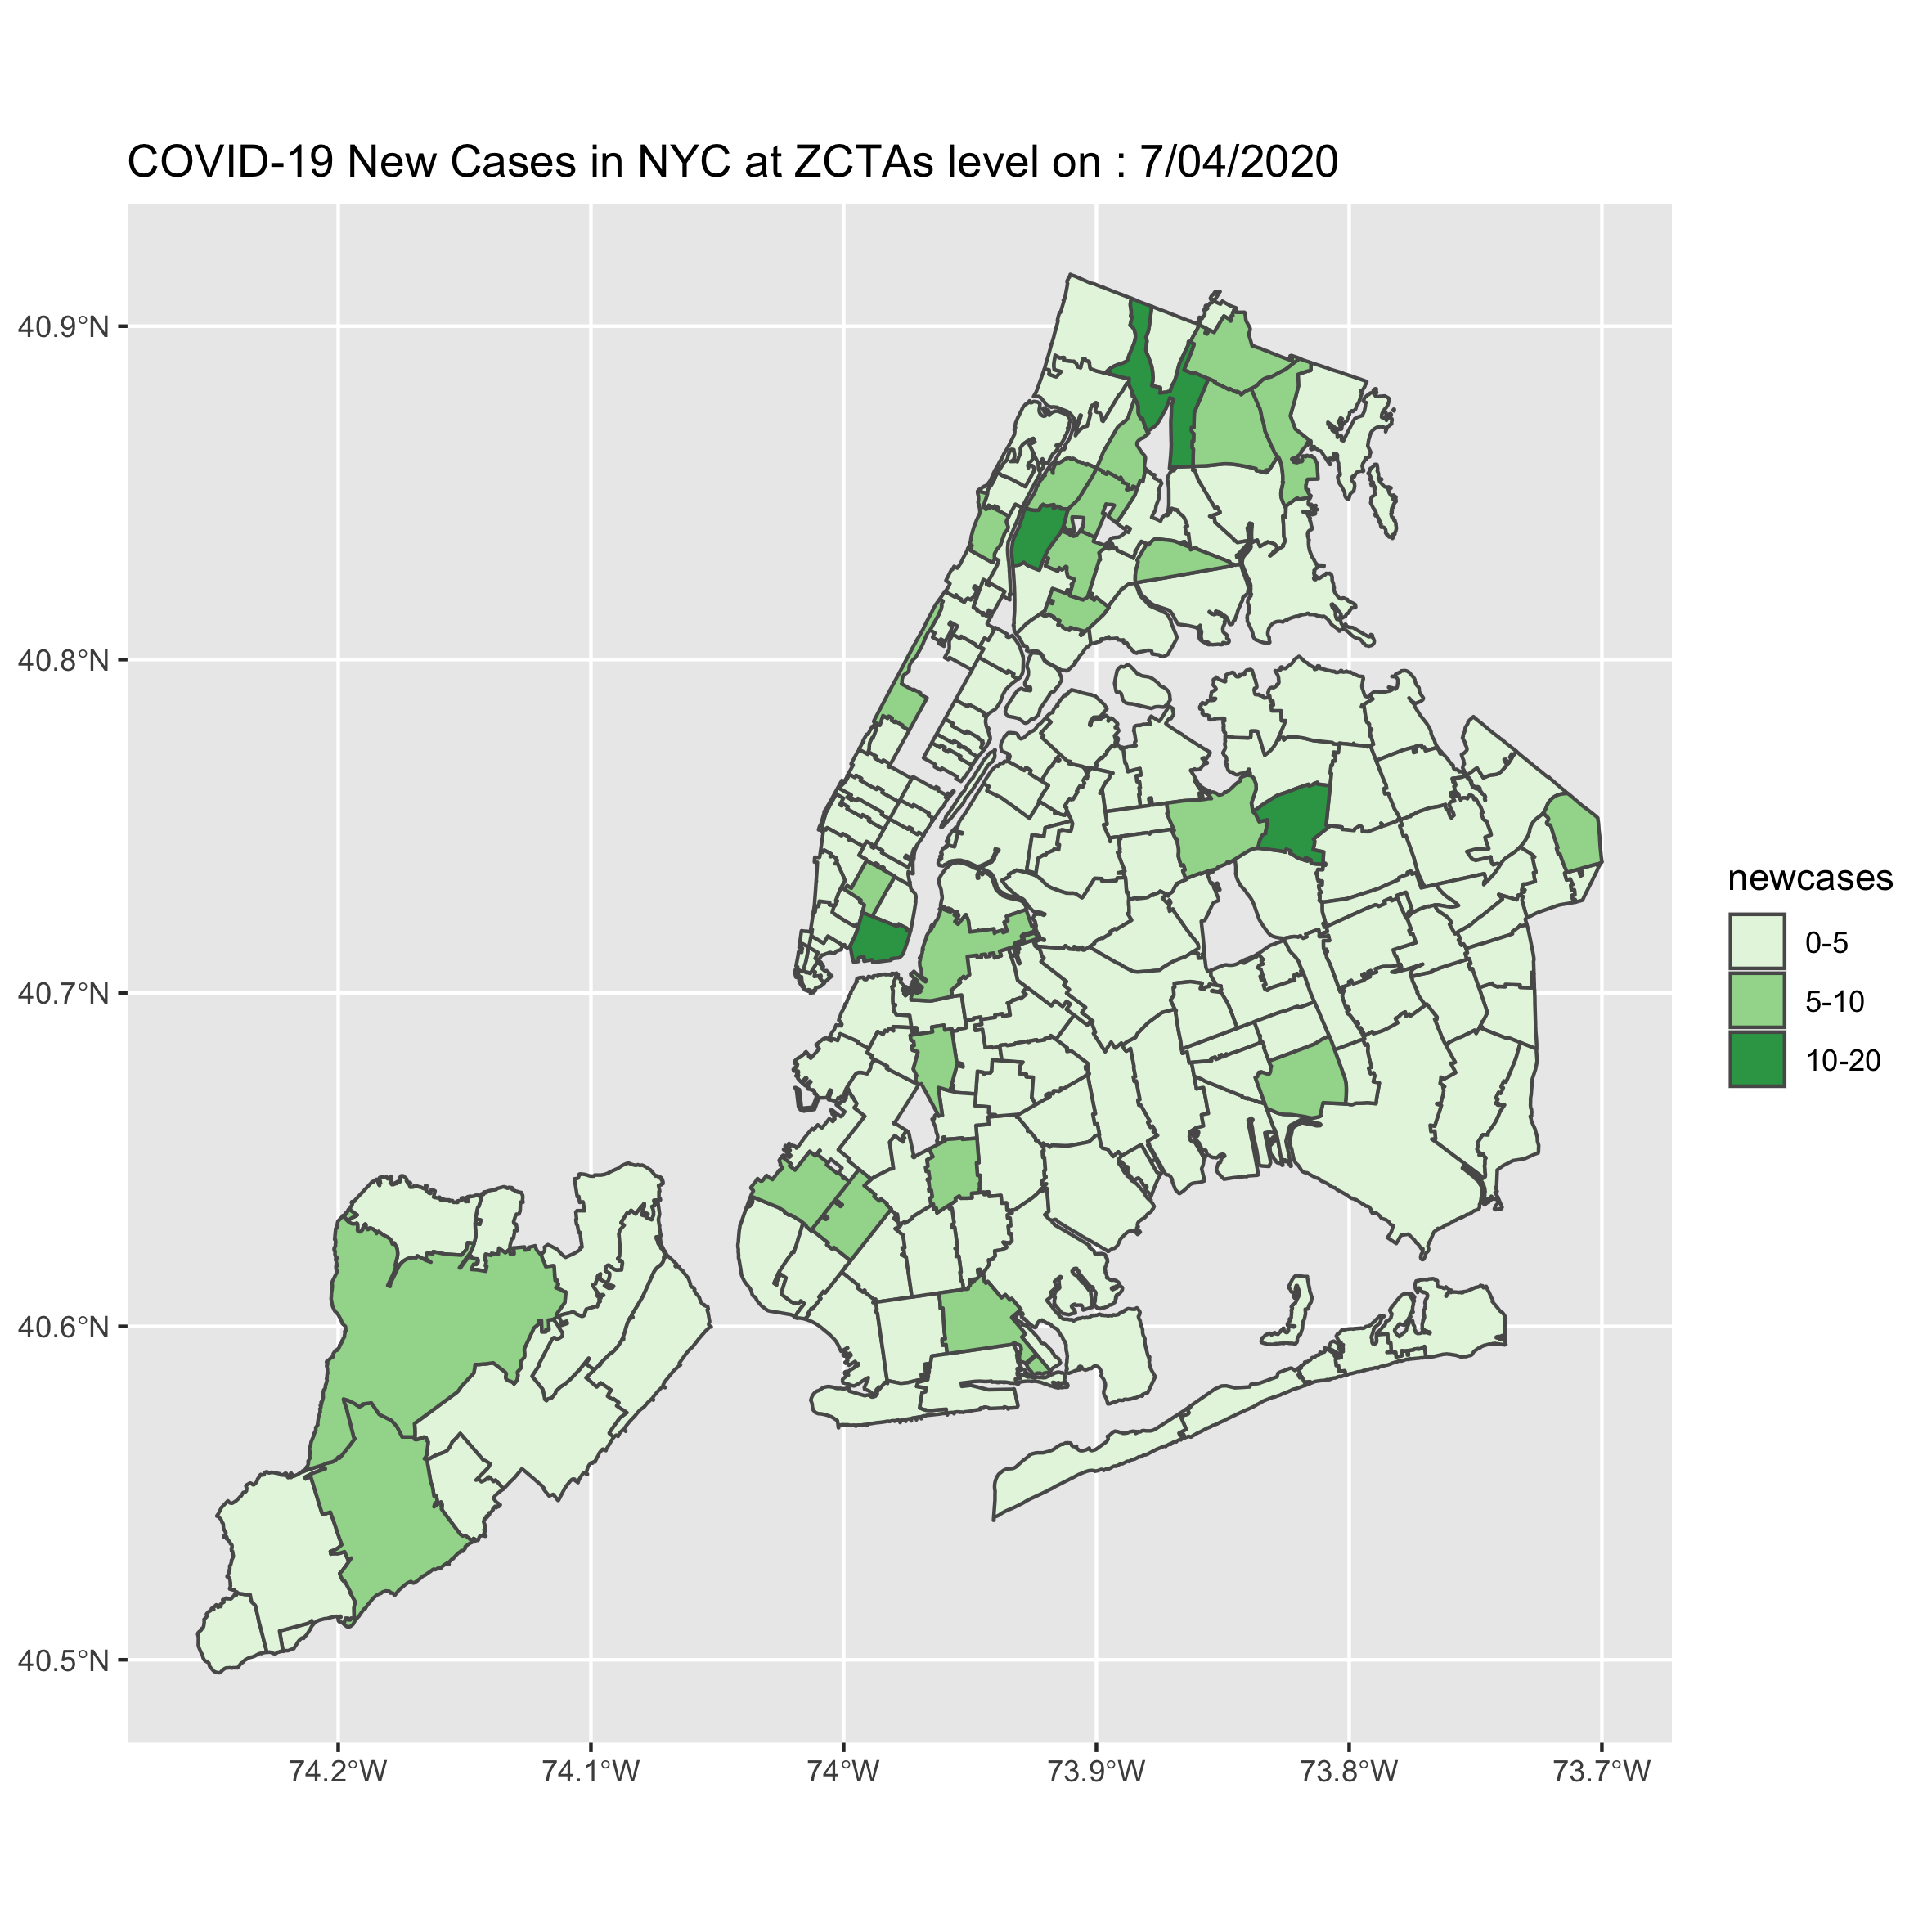 COVID-19 New Cases in NYC at ZCTAs level on : 7/04/2020
40.9°N
40.8°N
40.7°N
40.6°N
40.5°N
74.2°W
74.1°W
74°W
73.9°W
73.8°W
73.7°W
newcases
0-5
5-10
10-20